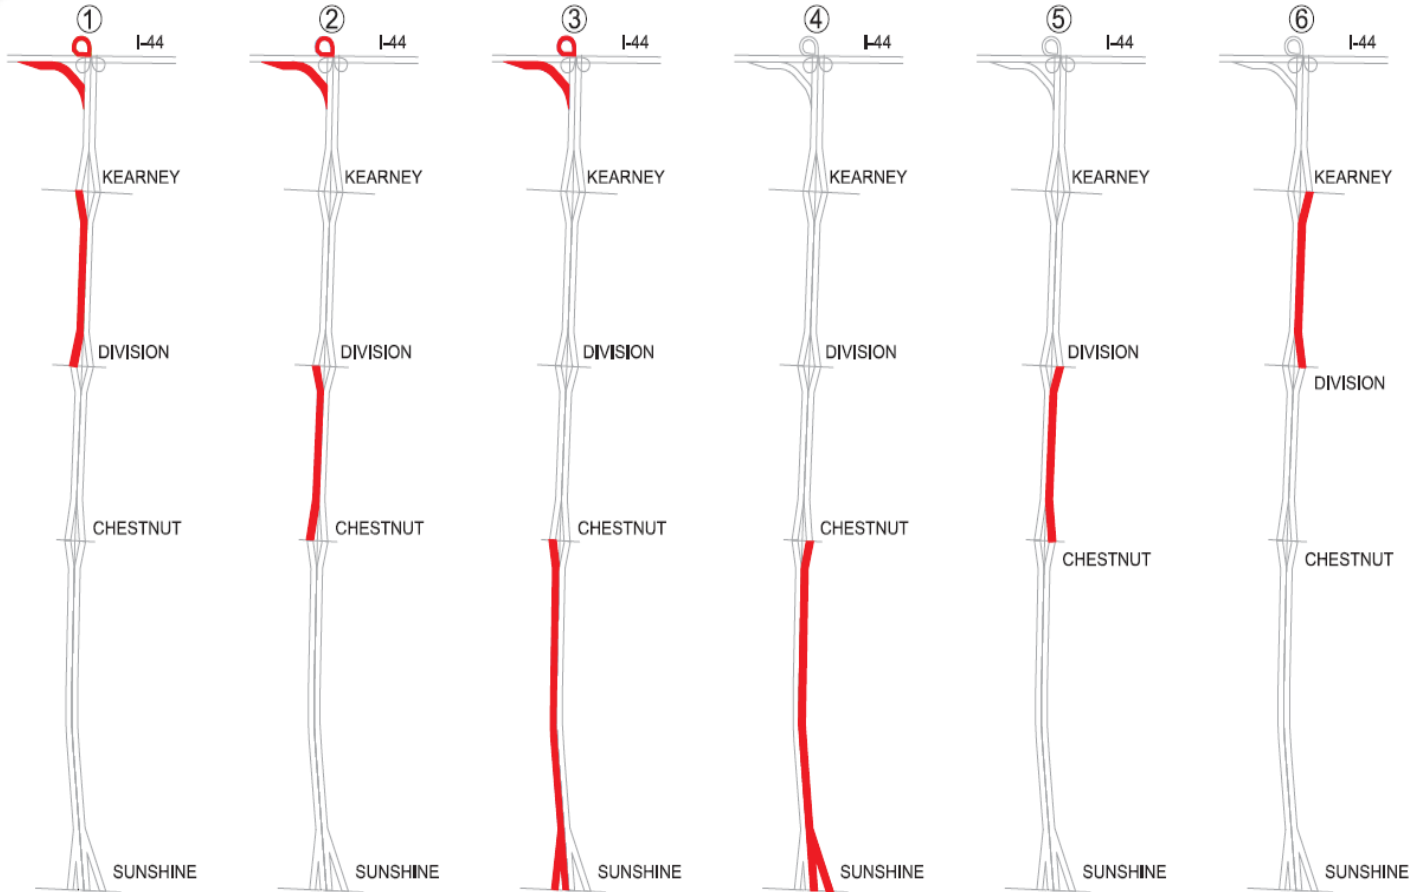 ① ② ③ ④ ⑤ ⑥
I-44 I-44 I-44 I-44 I-44 I-44
KEARNEY KEARNEY KEARNEY KEARNEY KEARNEY KEARNEY
DIVISION DIVISION DIVISION DIVISION DIVISION DIVISION
CHESTNUT CHESTNUT CHESTNUT CHESTNUT CHESTNUT CHESTNUT
SUNSHINE SUNSHINE SUNSHINE SUNSHINE SUNSHINE SUNSHINE